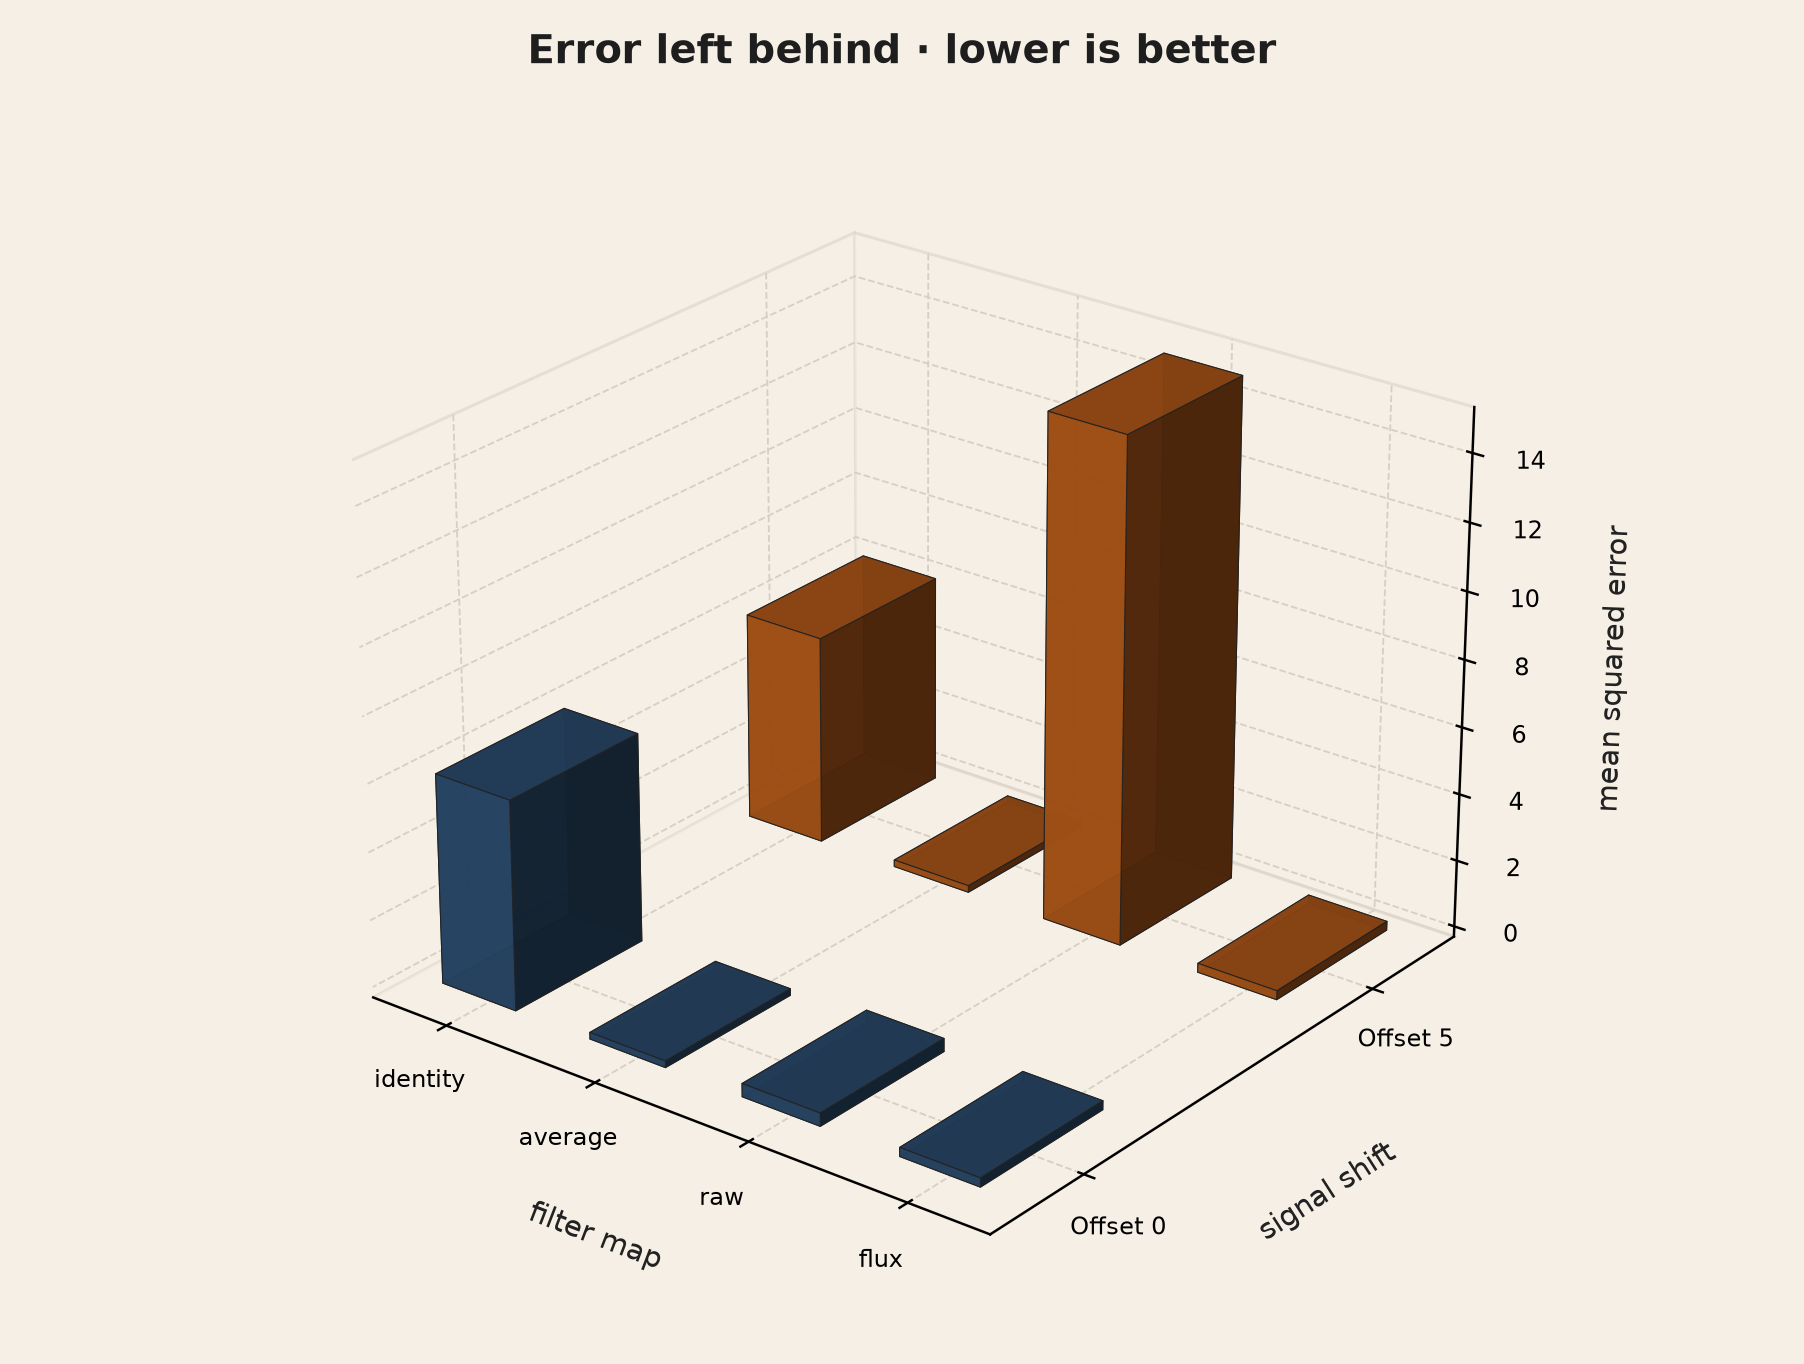 Error left behind · lower is better
14
12
10
8
6
4
2
0
mean squared error
identity
average
raw
flux
filter map
Offset 0
Offset 5
signal shift